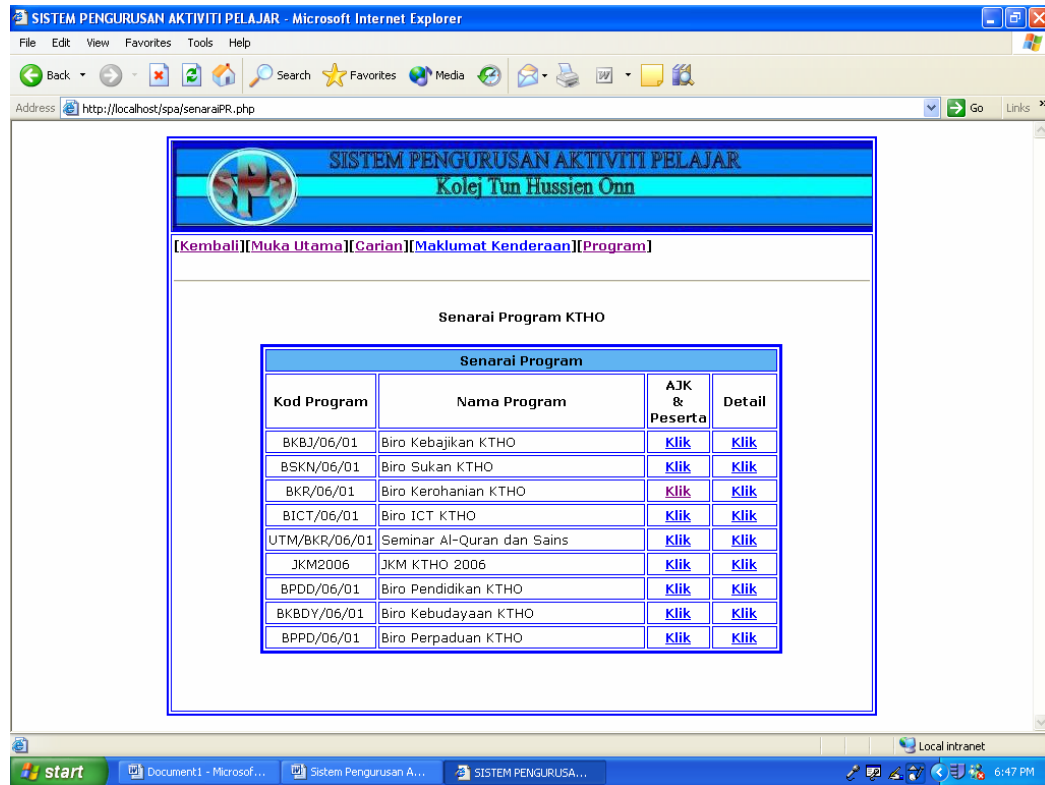 SISTEM PENGURUSAN AKTIVITI PELAJAR - Microsoft Internet Explorer
File Edit View Favorites Tools Help
Back Search Favorites Media
Address http://localhost/spa/senaraiPR.php Go Links »
spa
SISTEM PENGURUSAN AKTIVITI PELAJAR
Kolej Tun Hussien Onn
[Kembali][Muka Utama][Carian][Maklumat Kenderaan][Program]
Senarai Program KTHO
Senarai Program
Kod Program Nama Program AJK & Peserta Detail
BKBJ/06/01 Biro Kebajikan KTHO Klik Klik
BSKN/06/01 Biro Sukan KTHO Klik Klik
BKR/06/01 Biro Kerohanian KTHO Klik Klik
BICT/06/01 Biro ICT KTHO Klik Klik
UTM/BKR/06/01 Seminar Al-Quran dan Sains Klik Klik
JKM2006 JKM KTHO 2006 Klik Klik
BPDD/06/01 Biro Pendidikan KTHO Klik Klik
BKBDY/06/01 Biro Kebudayaan KTHO Klik Klik
BPPD/06/01 Biro Perpaduan KTHO Klik Klik
Local intranet
start Document1 - Microsof... Sistem Pengurusan A... SISTEM PENGURUSA... 6:47 PM